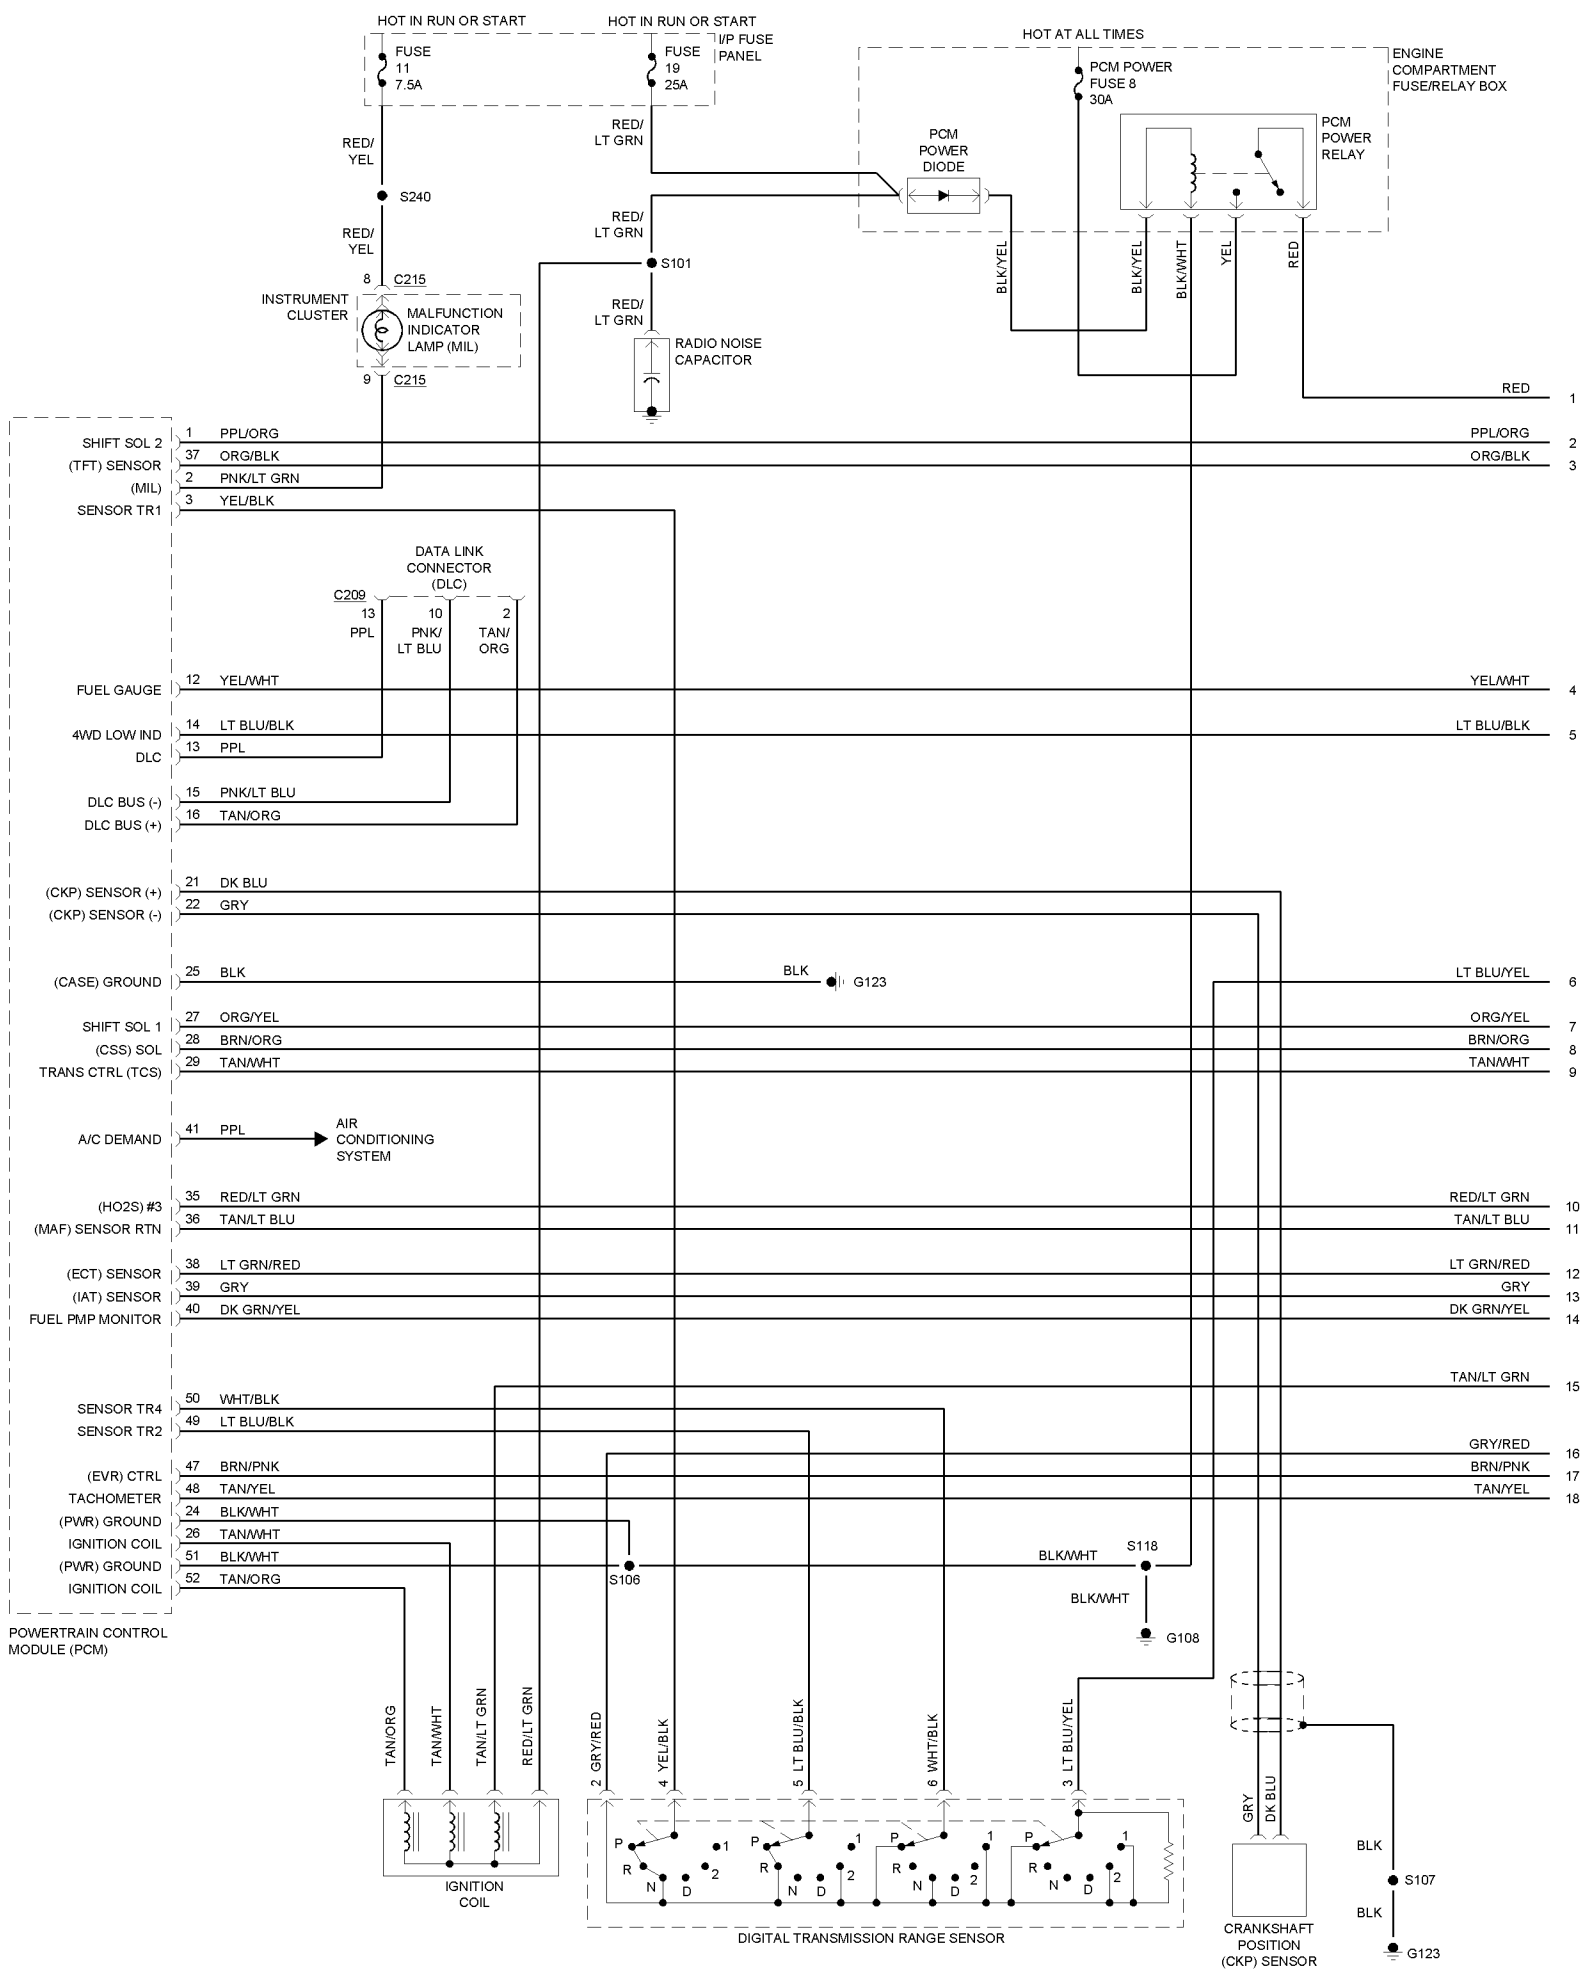 HOT IN RUN OR START
HOT IN RUN OR START
HOT AT ALL TIMES
FUSE
11
7.5A
FUSE
19
25A
I/P FUSE
PANEL
PCM POWER
FUSE 8
30A
ENGINE
COMPARTMENT
FUSE/RELAY BOX
PCM
POWER
RELAY
PCM
POWER
DIODE
RED/
LT GRN
RED/
YEL
S240
RED/
YEL
RED/
LT GRN
S101
RED/
LT GRN
BLK/YEL
BLK/YEL
BLK/WHT
YEL
RED
8
C215
INSTRUMENT
CLUSTER
MALFUNCTION
INDICATOR
LAMP (MIL)
9
C215
RADIO NOISE
CAPACITOR
RED
1
SHIFT SOL 2
1
PPL/ORG
PPL/ORG
2
(TFT) SENSOR
37
ORG/BLK
ORG/BLK
3
(MIL)
2
PNK/LT GRN
SENSOR TR1
3
YEL/BLK
DATA LINK
CONNECTOR
(DLC)
C209
13
10
2
PPL
PNK/
LT BLU
TAN/
ORG
FUEL GAUGE
12
YEL/WHT
YEL/WHT
4
4WD LOW IND
14
LT BLU/BLK
LT BLU/BLK
5
DLC
13
PPL
DLC BUS (-)
15
PNK/LT BLU
DLC BUS (+)
16
TAN/ORG
(CKP) SENSOR (+)
21
DK BLU
(CKP) SENSOR (-)
22
GRY
(CASE) GROUND
25
BLK
BLK
G123
LT BLU/YEL
6
SHIFT SOL 1
27
ORG/YEL
ORG/YEL
7
(CSS) SOL
28
BRN/ORG
BRN/ORG
8
TRANS CTRL (TCS)
29
TAN/WHT
TAN/WHT
9
A/C DEMAND
41
PPL
AIR
CONDITIONING
SYSTEM
(HO2S) #3
35
RED/LT GRN
RED/LT GRN
10
(MAF) SENSOR RTN
36
TAN/LT BLU
TAN/LT BLU
11
(ECT) SENSOR
38
LT GRN/RED
LT GRN/RED
12
(IAT) SENSOR
39
GRY
GRY
13
FUEL PMP MONITOR
40
DK GRN/YEL
DK GRN/YEL
14
TAN/LT GRN
15
SENSOR TR4
50
WHT/BLK
SENSOR TR2
49
LT BLU/BLK
GRY/RED
16
(EVR) CTRL
47
BRN/PNK
BRN/PNK
17
TACHOMETER
48
TAN/YEL
TAN/YEL
18
(PWR) GROUND
24
BLK/WHT
IGNITION COIL
26
TAN/WHT
(PWR) GROUND
51
BLK/WHT
S106
BLK/WHT
S118
IGNITION COIL
52
TAN/ORG
BLK/WHT
G108
POWERTRAIN CONTROL
MODULE (PCM)
TAN/ORG
TAN/WHT
TAN/LT GRN
RED/LT GRN
2 GRY/RED
4 YEL/BLK
5 LT BLU/BLK
6 WHT/BLK
3 LT BLU/YEL
GRY
DK BLU
P
R
N
D
2
1
P
R
N
D
2
1
P
R
N
D
2
1
P
R
N
D
2
1
IGNITION
COIL
DIGITAL TRANSMISSION RANGE SENSOR
CRANKSHAFT
POSITION
(CKP) SENSOR
BLK
S107
BLK
G123